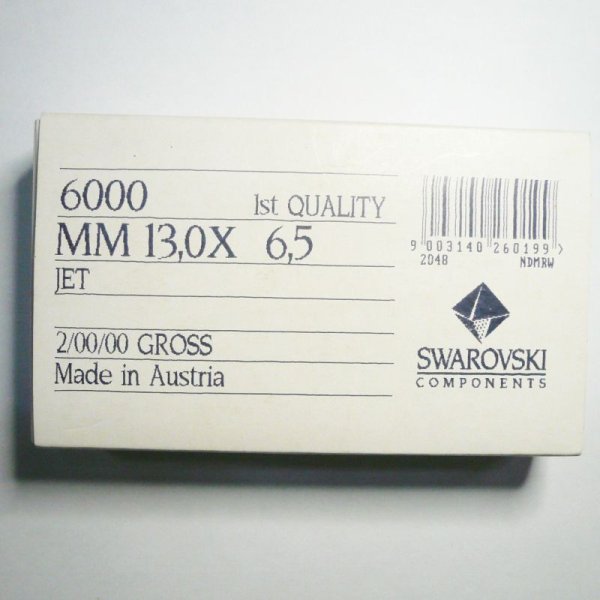 6000 1st QUALITY
MM 13,0X 6,5
JET
2/00/00 GROSS
Made in Austria
9 003140 260199 >
2048 NDMRW
SWAROVSKI
COMPONENTS